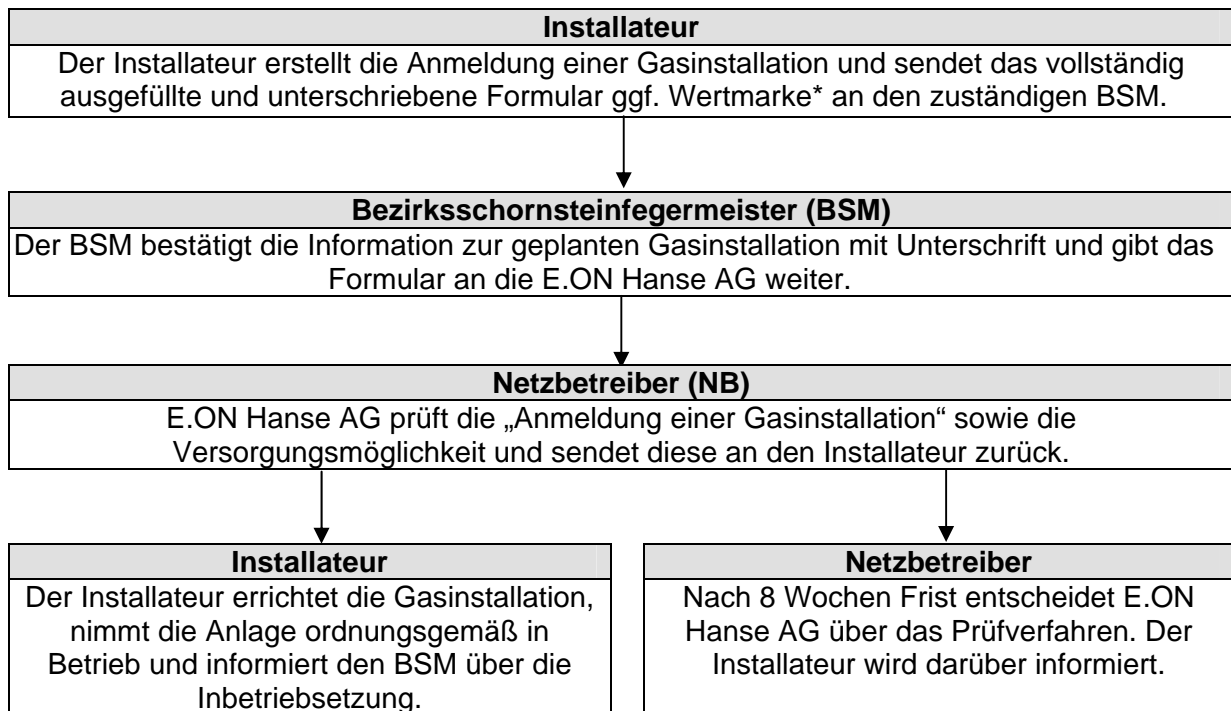 Installateur
Der Installateur erstellt die Anmeldung einer Gasinstallation und sendet das vollständig
ausgefüllte und unterschriebene Formular ggf. Wertmarke* an den zuständigen BSM.
Bezirksschornsteinfegermeister (BSM)
Der BSM bestätigt die Information zur geplanten Gasinstallation mit Unterschrift und gibt das
Formular an die E.ON Hanse AG weiter.
Netzbetreiber (NB)
E.ON Hanse AG prüft die „Anmeldung einer Gasinstallation“ sowie die
Versorgungsmöglichkeit und sendet diese an den Installateur zurück.
Installateur
Der Installateur errichtet die Gasinstallation,
nimmt die Anlage ordnungsgemäß in
Betrieb und informiert den BSM über die
Inbetriebsetzung.
Netzbetreiber
Nach 8 Wochen Frist entscheidet E.ON
Hanse AG über das Prüfverfahren. Der
Installateur wird darüber informiert.